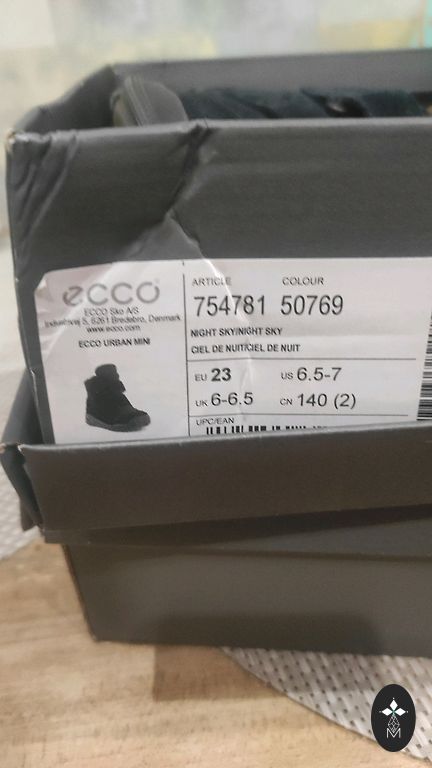 ecco
ECCO Sko A/S
Industrivej 5, 6261 Bredebro, Denmark
www.ecco.com
ECCO URBAN MINI
ARTICLE COLOUR
754781 50769
NIGHT SKY/NIGHT SKY
CIEL DE NUIT/CIEL DE NUIT
EU 23 US 6.5-7
UK 6-6.5 CN 140 (2)
UPC/EAN
M